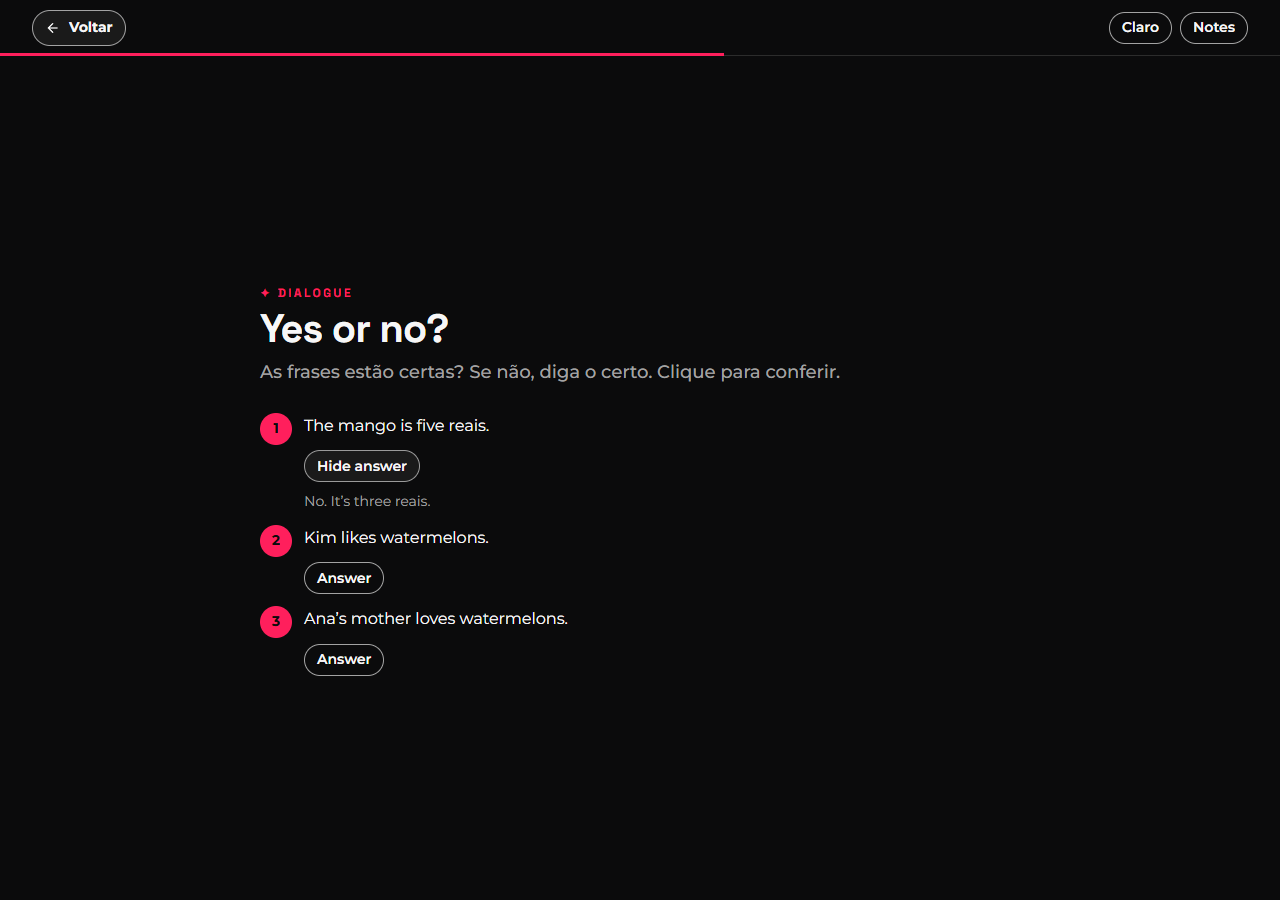 ← Voltar
Claro
Notes
✦ DIALOGUE
Yes or no?
As frases estão certas? Se não, diga o certo. Clique para conferir.
1
The mango is five reais.
Hide answer
No. It's three reais.
2
Kim likes watermelons.
Answer
3
Ana's mother loves watermelons.
Answer